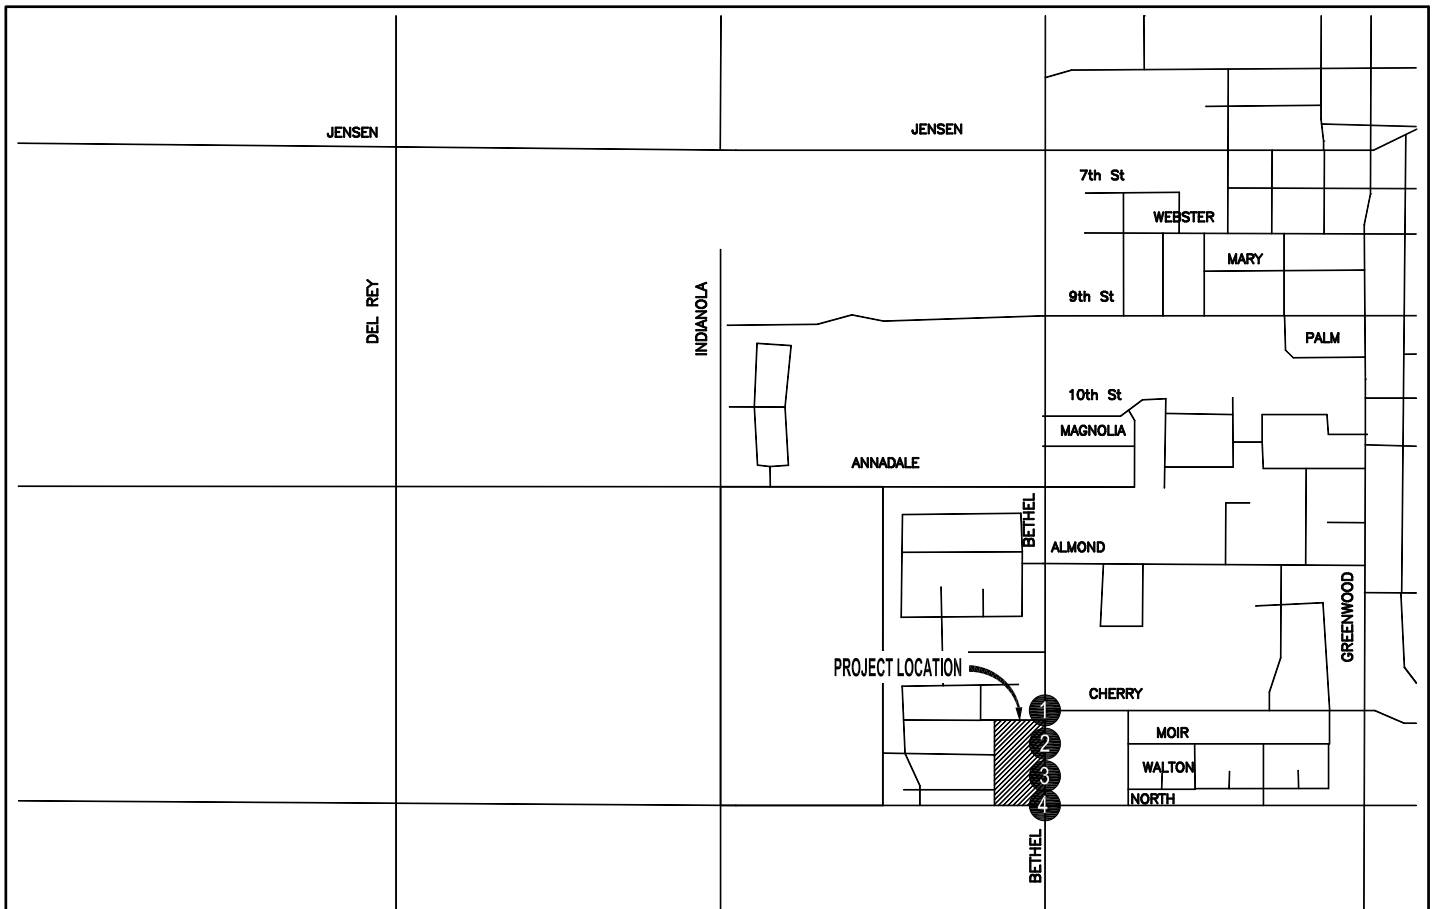 JENSEN
JENSEN
7th St
WEBSTER
MARY
DEL REY
INDIANOLA
9th St
PALM
10th St
MAGNOLIA
ANNADALE
BETHEL
ALMOND
GREENWOOD
PROJECT LOCATION
CHERRY
1
MOIR
2
WALTON
3
NORTH
4
BETHEL